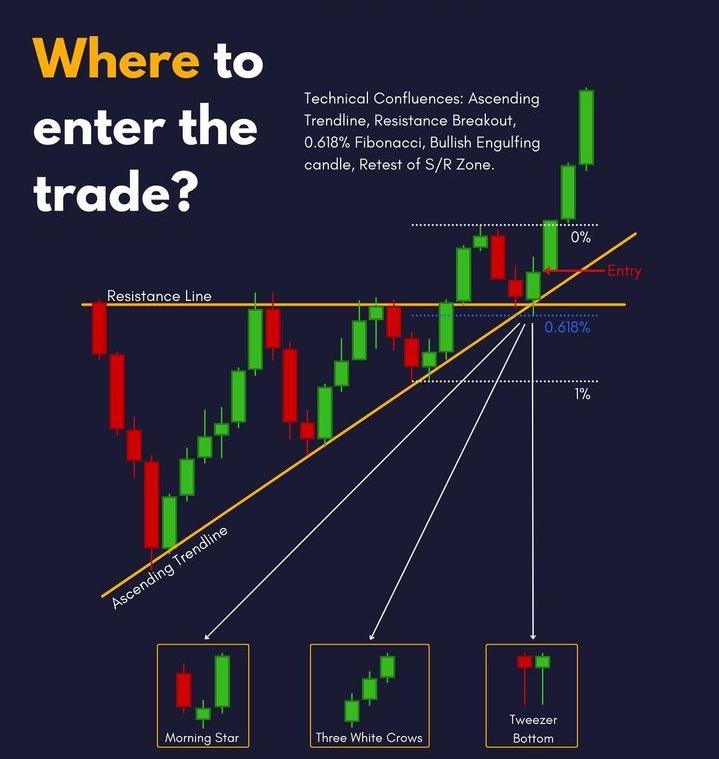 Where to
enter the
trade?
Technical Confluences: Ascending
Trendline, Resistance Breakout,
0.618% Fibonacci, Bullish Engulfing
candle, Retest of S/R Zone.
0%
Entry
Resistance Line
0.618%
1%
Ascending Trendline
Morning Star
Three White Crows
Tweezer
Bottom